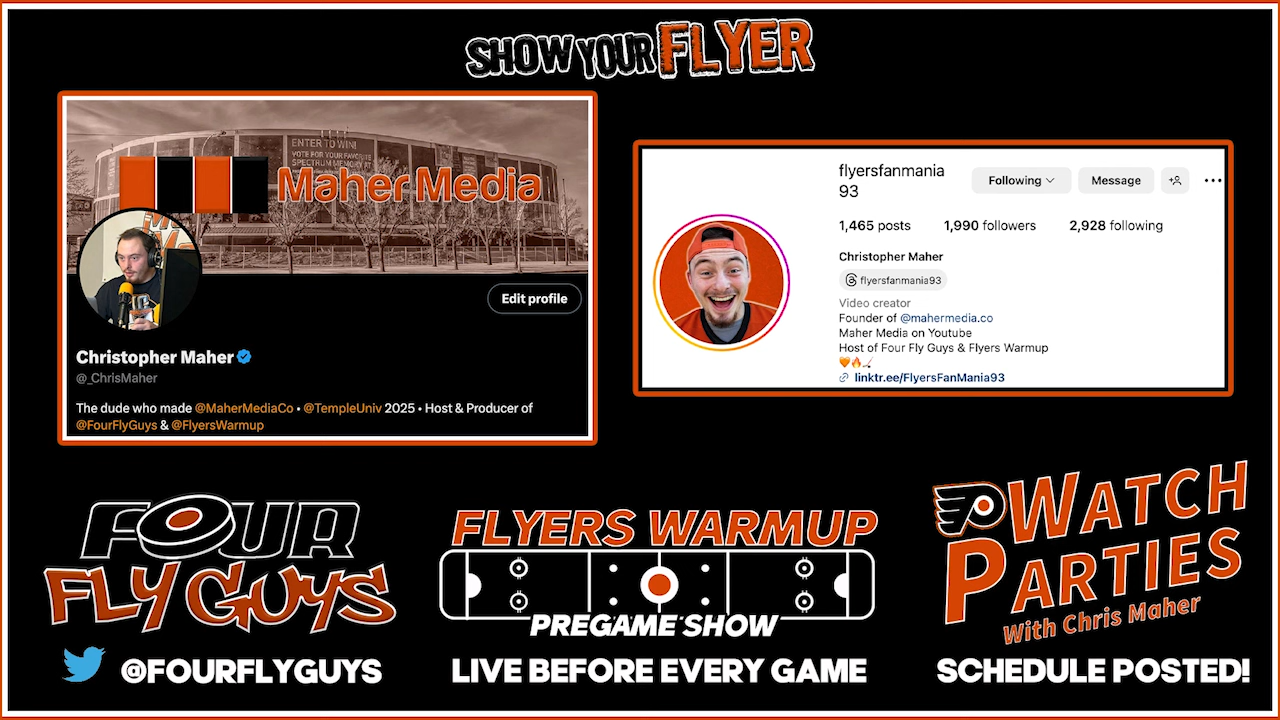 SHOW YOUR FLYER
ENTER TO WIN!
VOTE FOR YOUR FAVORITE
SPECTRUM MEMORY AT
Maher Media
Edit profile
Christopher Maher
@_ChrisMaher
The dude who made @MaherMediaCo • @TempleUniv 2025 • Host & Producer of
@FourFlyGuys & @FlyersWarmup
flyersfanmania
93
Following
Message
1,465 posts
1,990 followers
2,928 following
Christopher Maher
flyersfanmania93
Video creator
Founder of @mahermedia.co
Maher Media on Youtube
Host of Four Fly Guys & Flyers Warmup
🧡🔥🏒
linktr.ee/FlyersFanMania93
FOUR
FLY GUYS
@FOURFLYGUYS
FLYERS WARMUP
PREGAME SHOW
LIVE BEFORE EVERY GAME
WATCH
PARTIES
With Chris Maher
SCHEDULE POSTED!